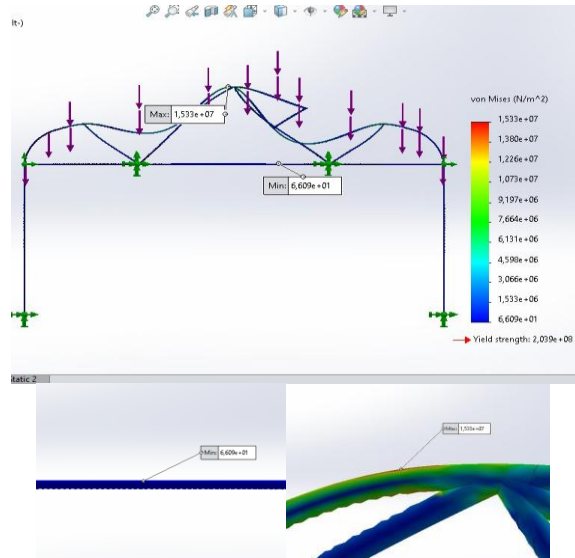 lt-)
Max: 1,533e+07
Min: 6,609e+01
von Mises (N/m^2)
1,533e+07
1,380e+07
1,226e+07
1,073e+07
9,197e+06
7,664e+06
6,131e+06
4,598e+06
3,066e+06
1,533e+06
6,609e+01
Yield strength: 2,039e+08
tatic 2
Min: 6,609e+01
Max: 1,533e+07